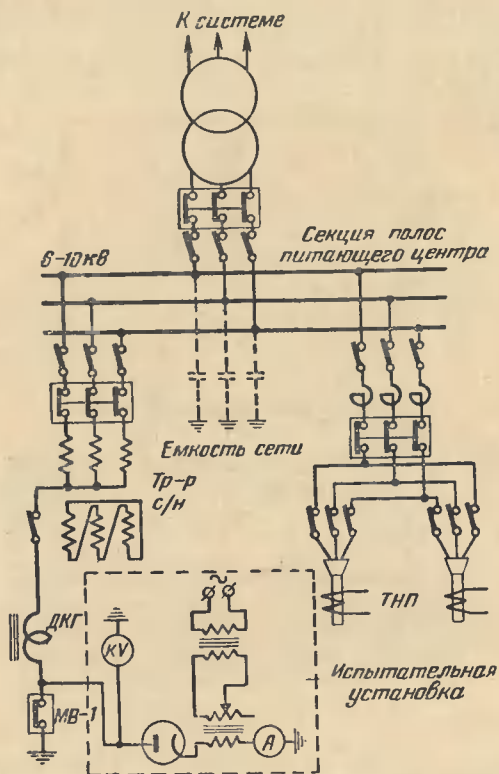 К системе
Секция полос
питающего центра
6-10кВ
Емкость сети
Тр-р
с/н
ДКГ
KV
ТНП
Испытательная
установка
МВ-1
А